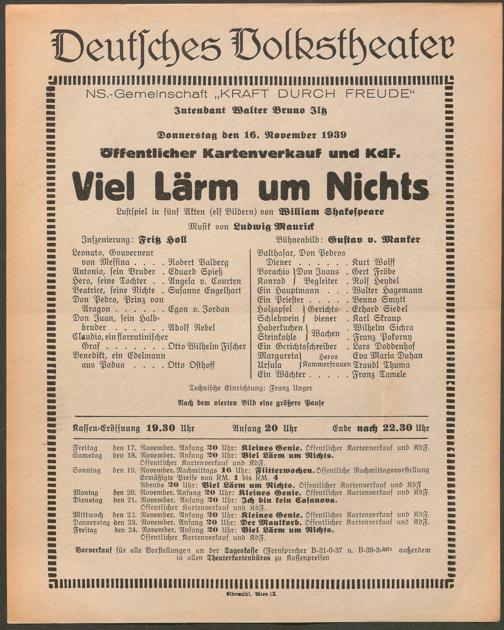 Deutsches Volkstheater
NS.-Gemeinschaft „KRAFT DURCH FREUDE“
Intendant Walter Bruno Iltz
Donnerstag den 16. November 1939
Öffentlicher Kartenverkauf und KdF.
Viel Lärm um Nichts
Lustspiel in fünf Akten (elf Bildern) von William Shakespeare
Musik von Ludwig Maurick
Inszenierung: Fritz Holl
Bühnenbild: Gustav v. Manker
Leonato, Gouverneur
von Messina . . . . Robert Balberg
Antonio, sein Bruder . Eduard Spieß
Hero, seine Tochter . . Angela v. Courten
Beatrice, seine Nichte . Susanne Engelhart
Don Pedro, Prinz von
Aragon . . . . . . Egon v. Jordan
Don Juan, sein Halb-
bruder . . . . . . Adolf Rebel
Claudio, ein florentinischer
Graf . . . . . . . Otto Wilhelm Fischer
Benedikt, ein Edelmann
aus Padua . . . . Otto Osthoff
Balthasar, Don Pedros
Diener . . . . . . Kurt Wolff
Borachio } Don Juans . Gert Fröbe
Konrad } Begleiter . Rolf Heydel
Ein Hauptmann . . . Walter Hagemann
Ein Priester . . . . . Benno Smytt
Holzapfel } Gerichts- . Erhard Siedel
Schlehwein } diener . Karl Skraup
Haberkuchen } Wachen . Wilhelm Sichra
Steinkohle } Franz Pokorny
Ein Gerichtsschreiber . . Lars Doddenhof
Margareta } Heros Eva Maria Duhan
Ursula } Kammerfrauen Traudl Thuma
Ein Wächter . . . . . Franz Tamele
Technische Einrichtung: Franz Unger
Nach dem vierten Bild eine größere Pause
Kassen-Eröffnung 19.30 Uhr Anfang 20 Uhr Ende nach 22.30 Uhr
Freitag den 17. November. Anfang 20 Uhr: Kleines Genie. Öffentlicher Kartenverkauf und KdF.
Samstag den 18. November. Anfang 20 Uhr: Viel Lärm um Nichts.
Öffentlicher Kartenverkauf und KdF.
Sonntag den 19. November. Nachmittags 16 Uhr: Flitterwochen. Öffentliche Nachmittagsvorstellung
Ermäßigte Preise von RM. 1 bis RM. 4
Abends 20 Uhr: Viel Lärm um Nichts. Öffentlicher Kartenverkauf und KdF.
Montag den 20. November. Anfang 20 Uhr: Kleines Genie. Öffentlicher Kartenverkauf und KdF.
Dienstag den 21. November. Anfang 20 Uhr: Ich bin kein Casanova.
Öffentlicher Kartenverkauf und KdF.
Mittwoch den 22. November. Anfang 20 Uhr: Kleines Genie. Öffentlicher Kartenverkauf und KdF.
Donnerstag den 23. November. Anfang 20 Uhr: Der Maulkorb. Öffentlicher Kartenverkauf und KdF.
Freitag den 24. November. Anfang 20 Uhr: Viel Lärm um Nichts.
Öffentlicher Kartenverkauf und KdF.
Vorverkauf für alle Vorstellungen an der Tageskasse (Fernsprecher B-31-0-37 u. außerdem
in allen Theaterkartenbüros zu Kassenpreisen
Elbemühl, Wien IX.